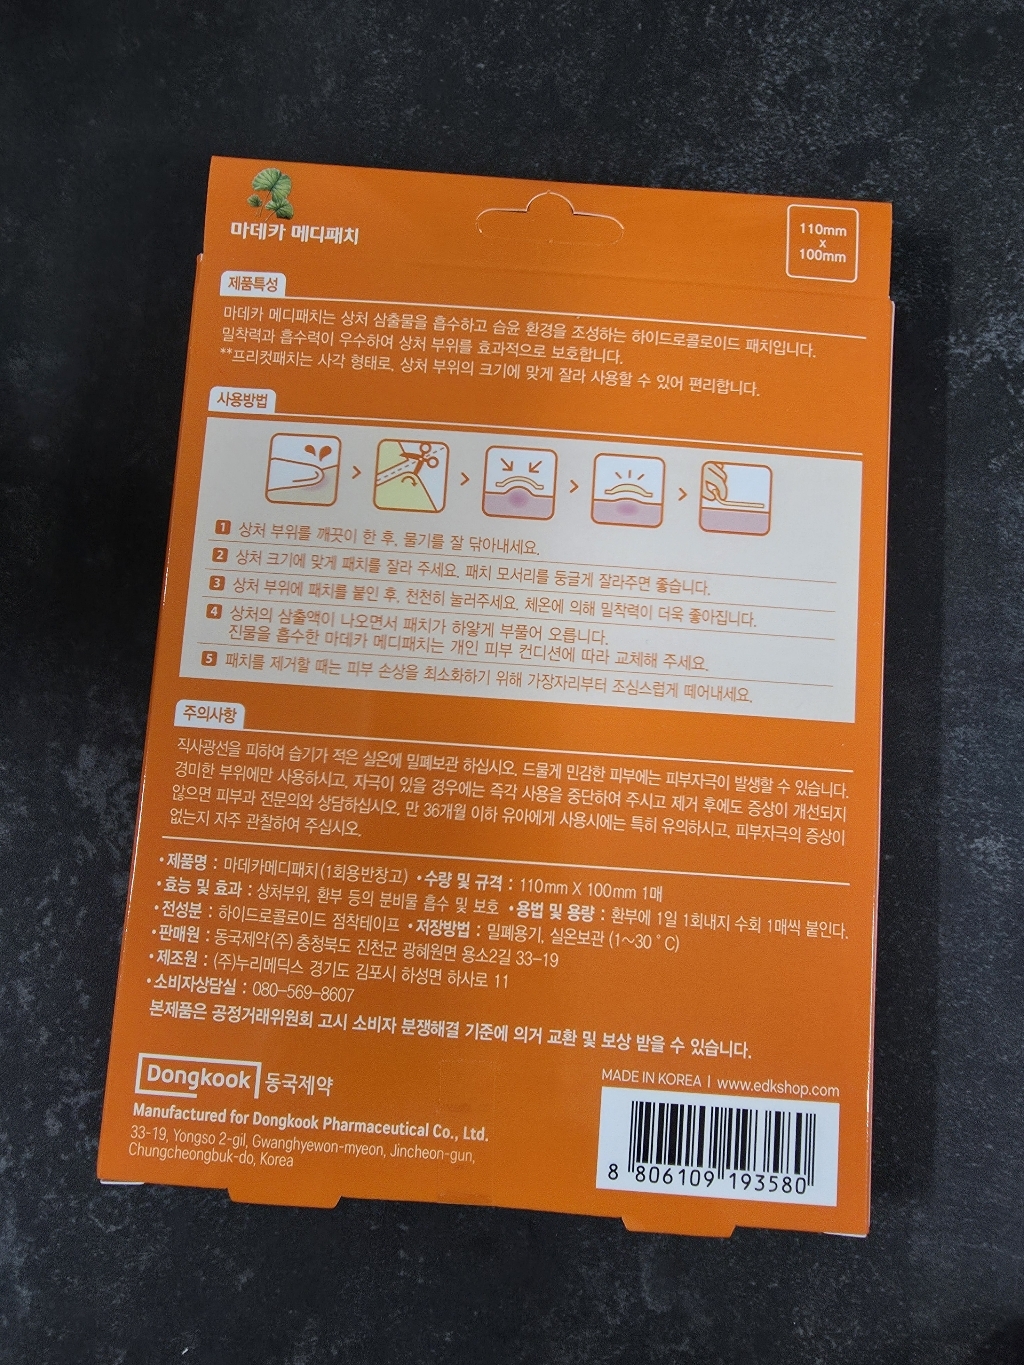 마데카 메디패치
110mm
x
100mm
제품특성
마데카 메디패치는 상처 삼출물을 흡수하고 습윤 환경을 조성하는 하이드로콜로이드 패치입니다.
밀착력과 흡수력이 우수하여 상처 부위를 효과적으로 보호합니다.
**프리컷패치는 사각 형태로, 상처 부위의 크기에 맞게 잘라 사용할 수 있어 편리합니다.
사용방법
1 상처 부위를 깨끗이 한 후, 물기를 잘 닦아내세요.
2 상처 크기에 맞게 패치를 잘라 주세요. 패치 모서리를 둥글게 잘라주면 좋습니다.
3 상처 부위에 패치를 붙인 후, 천천히 눌러주세요. 체온에 의해 밀착력이 더욱 좋아집니다.
4 상처의 삼출액이 나오면서 패치가 하얗게 부풀어 오릅니다.
진물을 흡수한 마데카 메디패치는 개인 피부 컨디션에 따라 교체해 주세요.
5 패치를 제거할 때는 피부 손상을 최소화하기 위해 가장자리부터 조심스럽게 떼어내세요.
주의사항
직사광선을 피하여 습기가 적은 실온에 밀폐보관 하십시오. 드물게 민감한 피부에는 피부자극이 발생할 수 있습니다.
경미한 부위에만 사용하시고, 자극이 있을 경우에는 즉각 사용을 중단하여 주시고 제거 후에도 증상이 개선되지
않으면 피부과 전문의와 상담하십시오. 만 36개월 이하 유아에게 사용시에는 특히 유의하시고, 피부자극의 증상이
없는지 자주 관찰하여 주십시오.
•제품명 : 마데카메디패치(1회용반창고) •수량 및 규격 : 110mm X 100mm 1매
•효능 및 효과 : 상처부위, 환부 등의 분비물 흡수 및 보호 •용법 및 용량 : 환부에 1일 1회내지 수회 1매씩 붙인다.
•전성분 : 하이드로콜로이드 점착테이프 •저장방법 : 밀폐용기, 실온보관 (1~30 ° C)
•판매원 : 동국제약(주) 충청북도 진천군 광혜원면 용소2길 33-19
•제조원 : (주)누리메딕스 경기도 김포시 하성면 하사로 11
•소비자상담실 : 080-569-8607
본제품은 공정거래위원회 고시 소비자 분쟁해결 기준에 의거 교환 및 보상 받을 수 있습니다.
Dongkook 동국제약
Manufactured for Dongkook Pharmaceutical Co., Ltd.
33-19, Yongso 2-gil, Gwanghyewon-myeon, Jincheon-gun,
Chungcheongbuk-do, Korea
MADE IN KOREA | www.edkshop.com
8 806109 193580